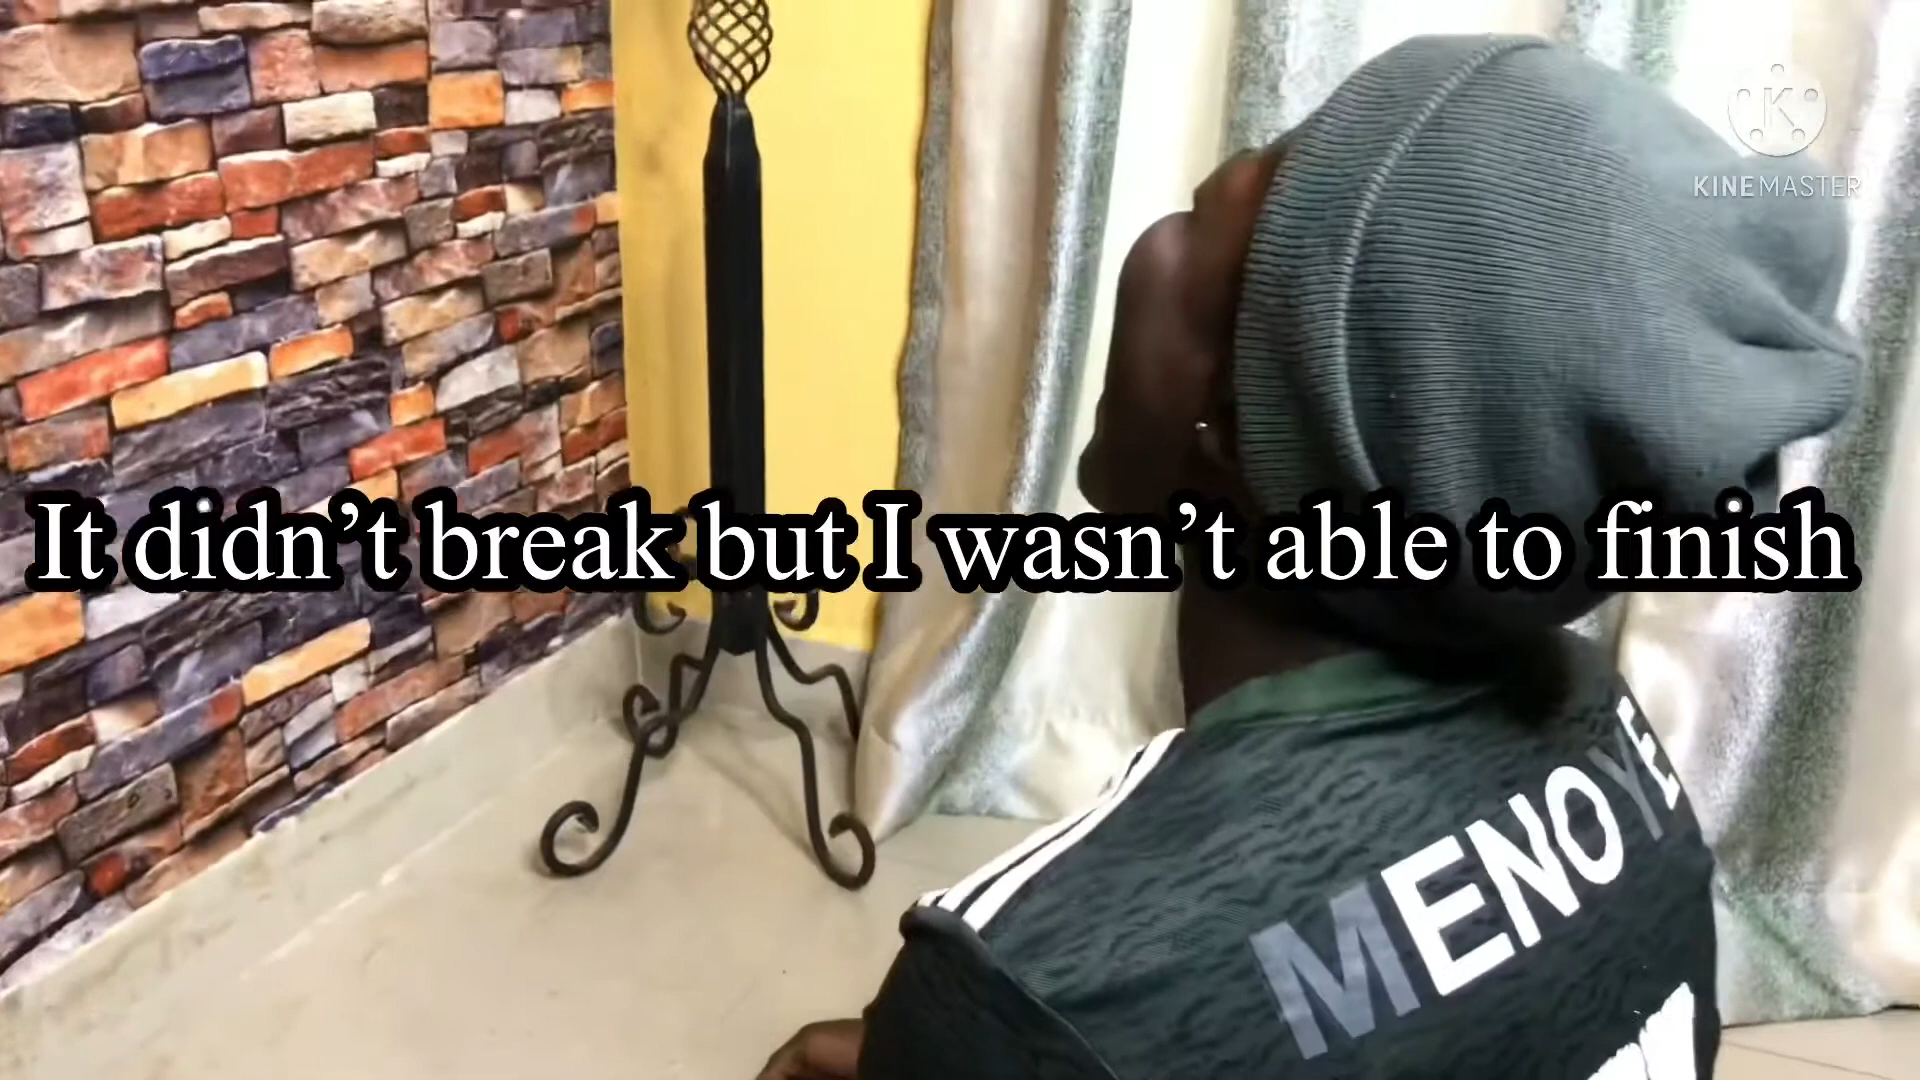 KINEMASTER
It didn’t break but I wasn’t able to finish
MENOYE